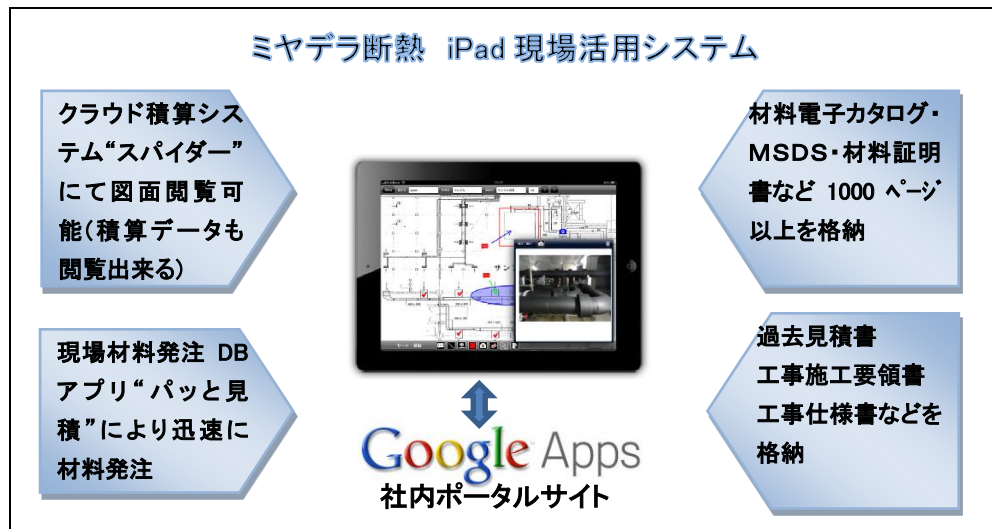 ミヤデラ断熱 iPad 現場活用システム
クラウド積算シス
テム“スパイダー”
にて図面閲覧可
能(積算データも
閲覧出来る)
材料電子カタログ・
MSDS・材料証明
書など 1000 ページ
以上を格納
現場材料発注 DB
アプリ“パッと見
積”により迅速に
材料発注
過去見積書
工事施工要領書
工事仕様書などを
格納
Google Apps
社内ポータルサイト